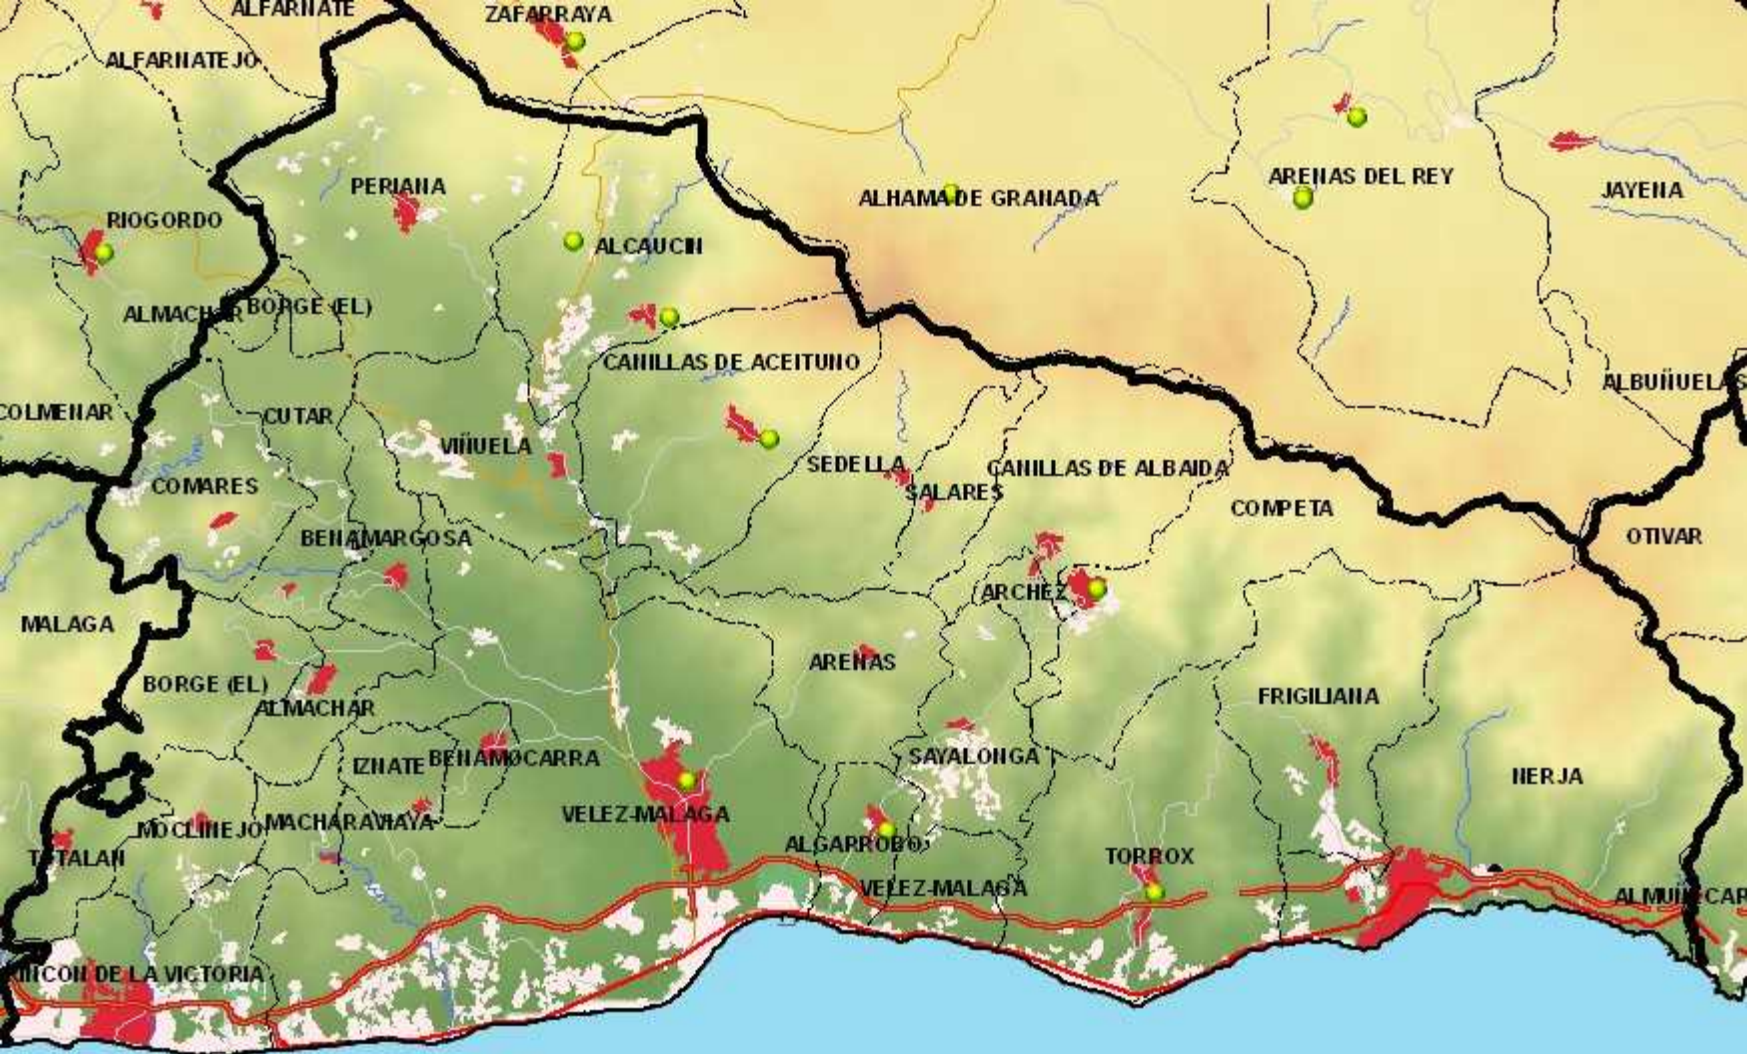 ALFARNATE
ZAFARRAYA
ALFARNATEJO
PERIANA
ARENAS DEL REY
ALHAMA DE GRANADA
JAYENA
RIOGORDO
ALCAUCIN
ALMACHAR
BORGE (EL)
CANILLAS DE ACEITUNO
ALBUÑUELAS
COLMENAR
CUTAR
VIÑUELA
SEDELLA
CANILLAS DE ALBAIDA
COMARES
SALARES
COMPETA
BENAMARGOSA
OTIVAR
ARCHEZ
MALAGA
ARENAS
BORGE (EL)
FRIGILIANA
ALMACHAR
IZNATE
BENAMOCARRA
SAYALONGA
NERJA
VELEZ-MALAGA
MOCLINEJO
MACHARAVIAYA
ALGARROBO
TOTALAN
TORROX
VELEZ-MALAGA
ALMUÑECAR
RINCON DE LA VICTORIA